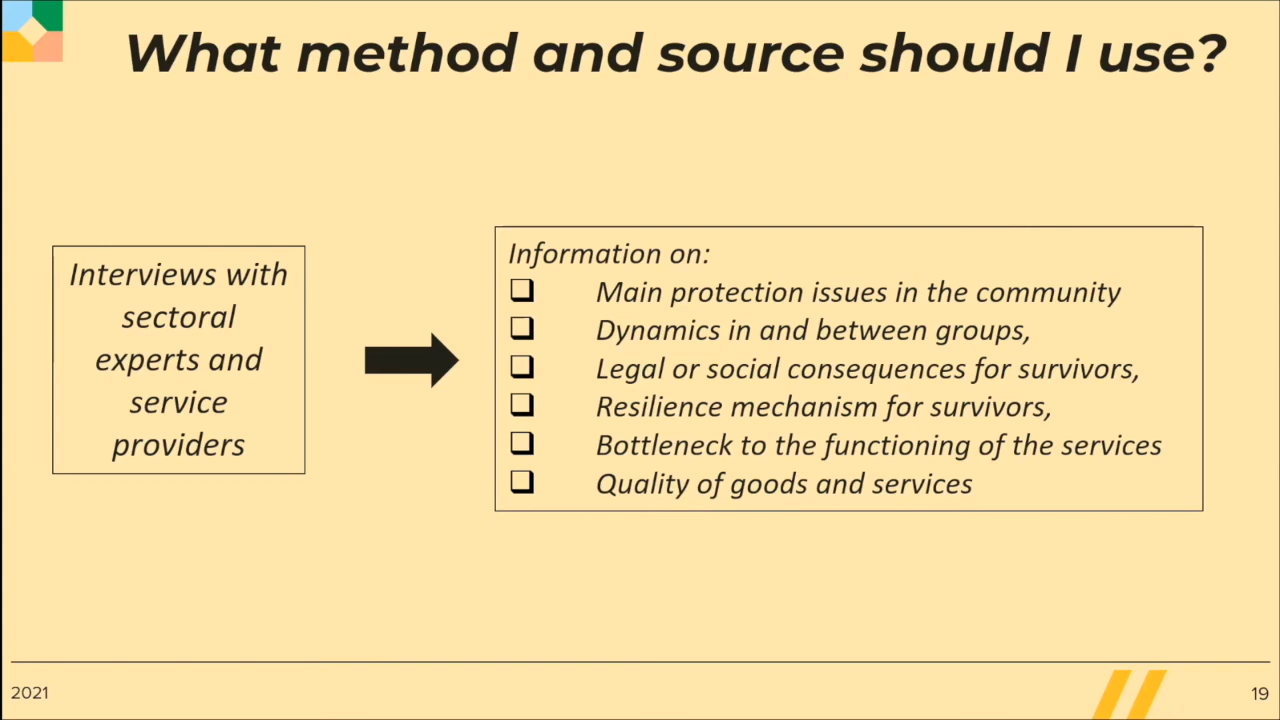 What method and source should I use?
Interviews with
sectoral
experts and
service
providers
Information on:
Main protection issues in the community
Dynamics in and between groups,
Legal or social consequences for survivors,
Resilience mechanism for survivors,
Bottleneck to the functioning of the services
Quality of goods and services
2021
19